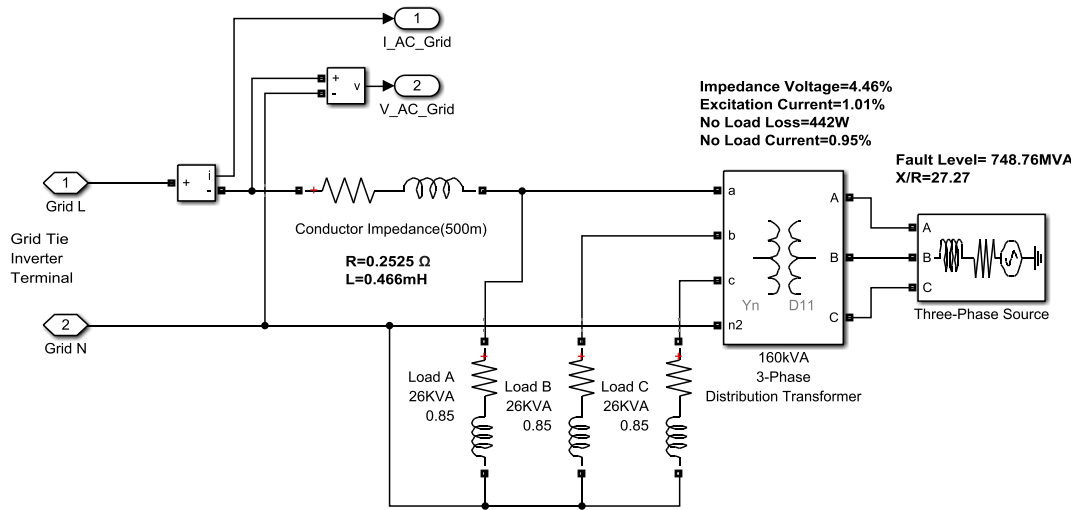 1
I_AC_Grid
+
-
v
2
V_AC_Grid
Impedance Voltage=4.46%
Excitation Current=1.01%
No Load Loss=442W
No Load Current=0.95%
Fault Level= 748.76MVA
X/R=27.27
1
Grid L
+
i
-
+
Conductor Impedance(500m)
R=0.2525 Ω
L=0.466mH
Grid Tie
Inverter
Terminal
2
Grid N
a
b
c
n2
A
B
C
Yn
D11
160kVA
3-Phase
Distribution Transformer
A
B
C
Three-Phase Source
+
Load A
26KVA
0.85
+
Load B
26KVA
0.85
+
Load C
26KVA
0.85